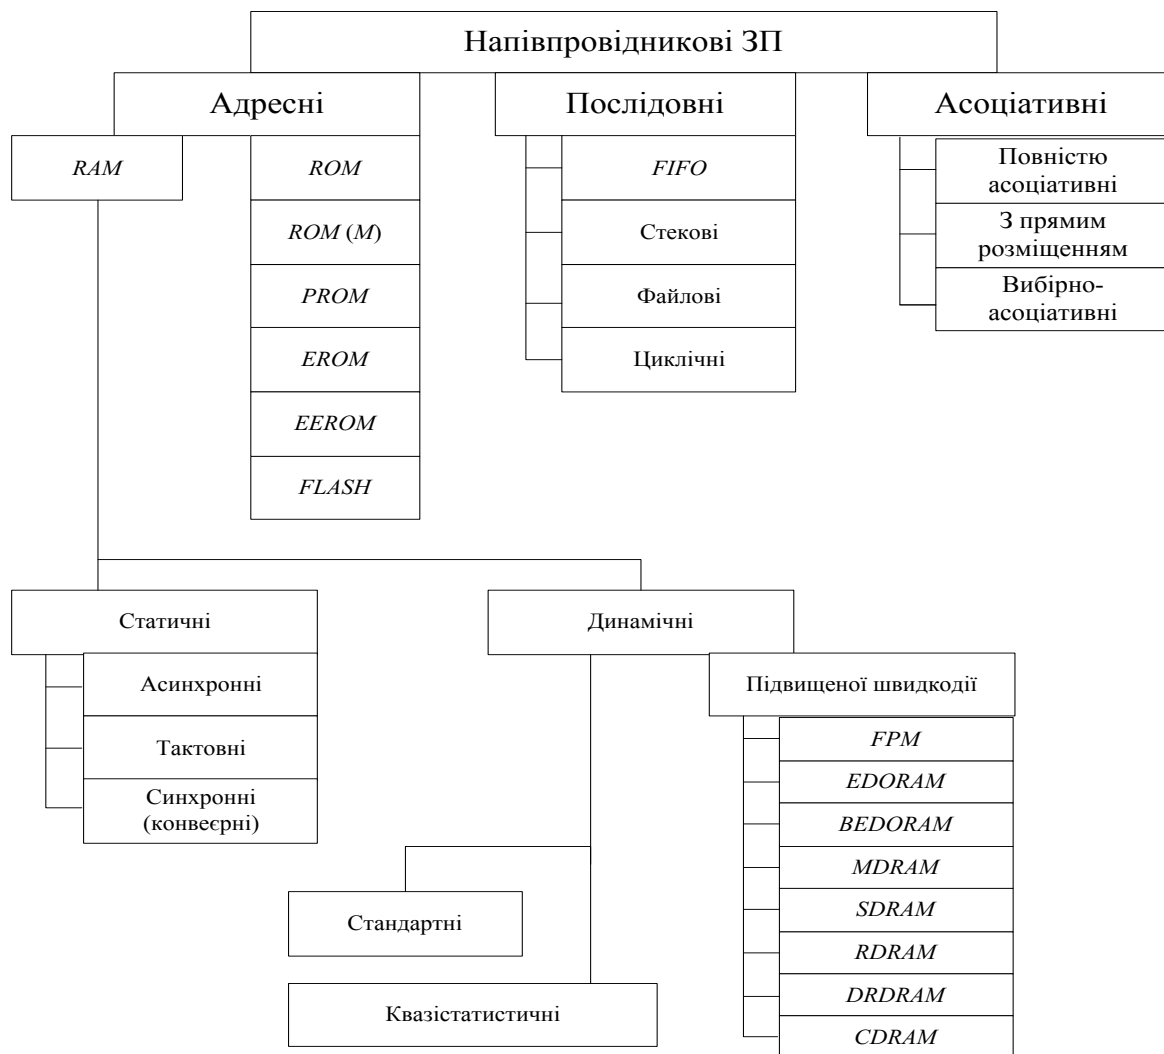 Напівпровідникові ЗП
Адресні
Послідовні
Асоціативні
RAM
ROM
ROM (M)
PROM
EROM
EEROM
FLASH
FIFO
Стекові
Файлові
Циклічні
Повністю
асоціативні
З прямим
розміщенням
Вибірно-
асоціативні
Статичні
Асинхронні
Тактовні
Синхронні
(конвеєрні)
Динамічні
Стандартні
Квазістатистичні
Підвищеної швидкодії
FPM
EDORAM
BEDORAM
MDRAM
SDRAM
RDRAM
DRDRAM
CDRAM